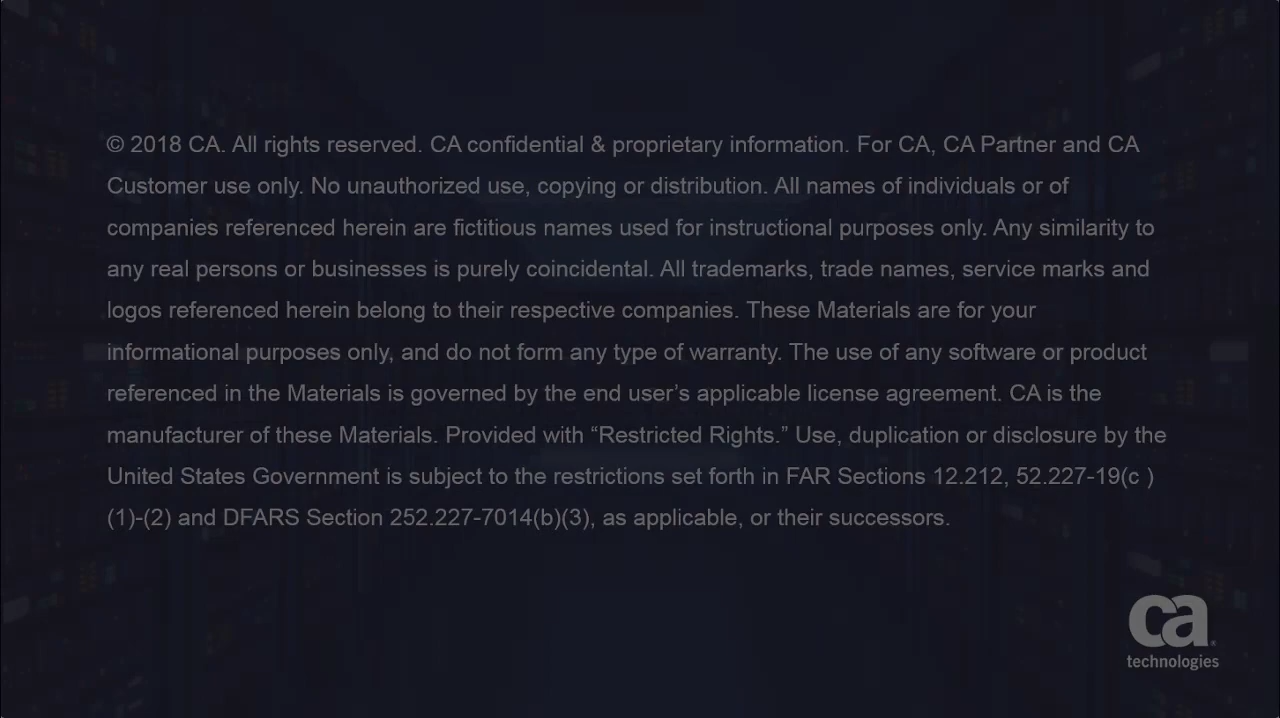 © 2018 CA. All rights reserved. CA confidential & proprietary information. For CA, CA Partner and CA
Customer use only. No unauthorized use, copying or distribution. All names of individuals or of
companies referenced herein are fictitious names used for instructional purposes only. Any similarity to
any real persons or businesses is purely coincidental. All trademarks, trade names, service marks and
logos referenced herein belong to their respective companies. These Materials are for your
informational purposes only, and do not form any type of warranty. The use of any software or product
referenced in the Materials is governed by the end user’s applicable license agreement. CA is the
manufacturer of these Materials. Provided with “Restricted Rights.” Use, duplication or disclosure by the
United States Government is subject to the restrictions set forth in FAR Sections 12.212, 52.227-19(c )
(1)-(2) and DFARS Section 252.227-7014(b)(3), as applicable, or their successors.
ca
technologies